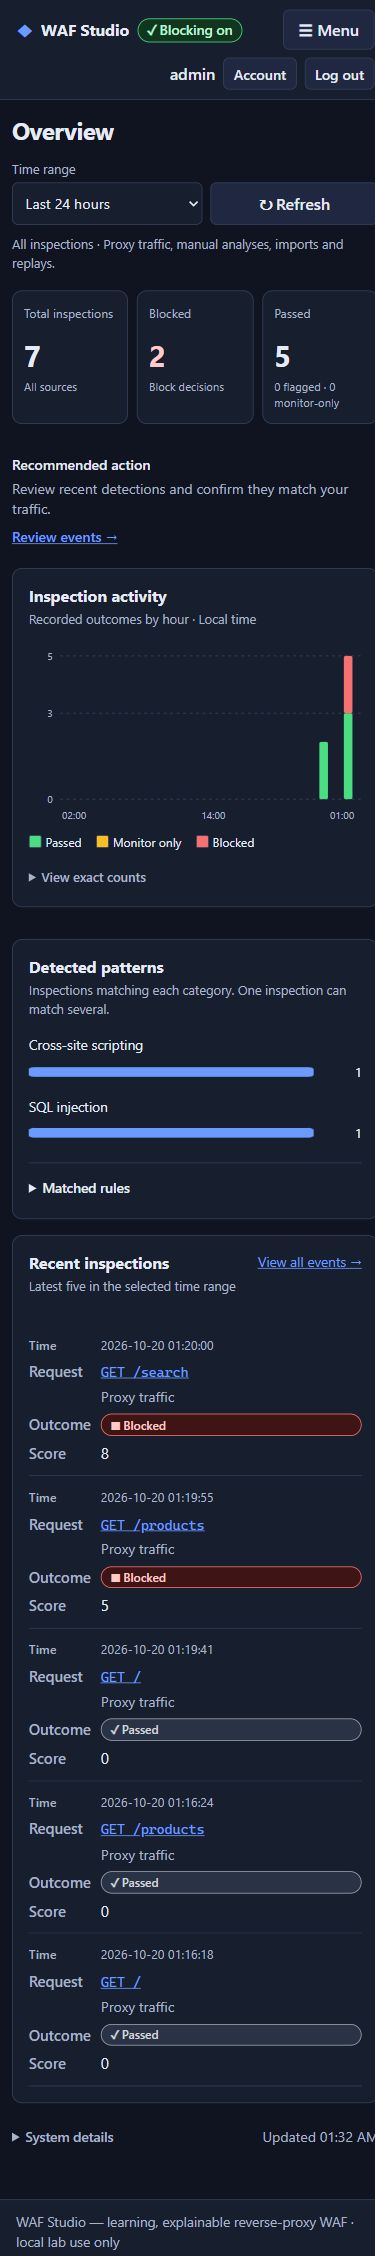 WAF Studio ✓ Blocking on ☰ Menu
admin Account Log out
Overview
Time range
Last 24 hours ↻ Refresh
All inspections · Proxy traffic, manual analyses, imports and
replays.
Total inspections
7
All sources
Blocked
2
Block decisions
Passed
5
0 flagged · 0
monitor-only
Recommended action
Review recent detections and confirm they match your
traffic.
Review events →
Inspection activity
Recorded outcomes by hour · Local time
5
3
0
02:00 14:00 01:00
Passed Monitor only Blocked
▶ View exact counts
Detected patterns
Inspections matching each category. One inspection can
match several.
Cross-site scripting
1
SQL injection
1
▶ Matched rules
Recent inspections View all events →
Latest five in the selected time range
Time 2026-10-20 01:20:00
Request GET /search
Proxy traffic
Outcome ■ Blocked
Score 8
Time 2026-10-20 01:19:55
Request GET /products
Proxy traffic
Outcome ■ Blocked
Score 5
Time 2026-10-20 01:19:41
Request GET /
Proxy traffic
Outcome ✓ Passed
Score 0
Time 2026-10-20 01:16:24
Request GET /products
Proxy traffic
Outcome ✓ Passed
Score 0
Time 2026-10-20 01:16:18
Request GET /
Proxy traffic
Outcome ✓ Passed
Score 0
▶ System details Updated 01:32 AM
WAF Studio — learning, explainable reverse-proxy WAF ·
local lab use only